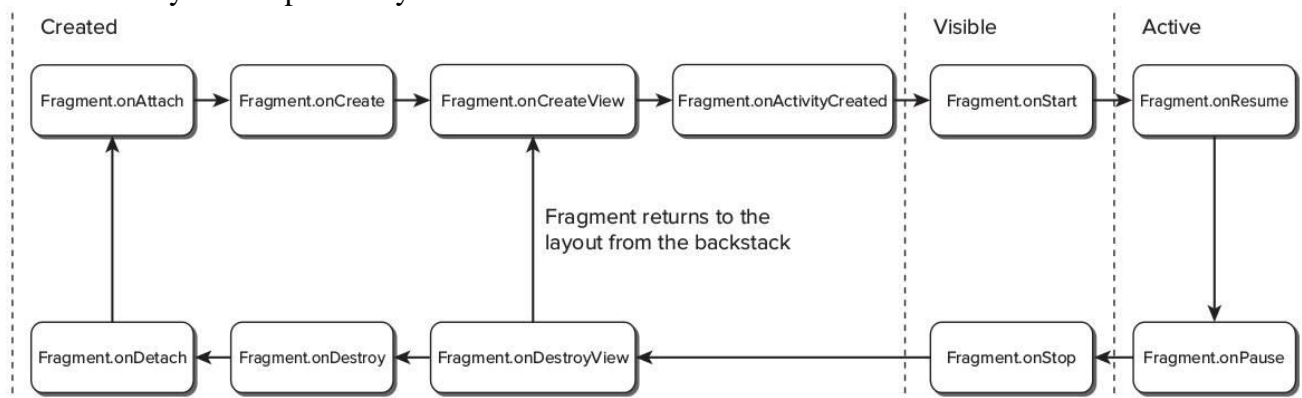 Created
Visible
Active
Fragment.onAttach
Fragment.onCreate
Fragment.onCreateView
Fragment.onActivityCreated
Fragment.onStart
Fragment.onResume
Fragment returns to the
layout from the backstack
Fragment.onDetach
Fragment.onDestroy
Fragment.onDestroyView
Fragment.onStop
Fragment.onPause